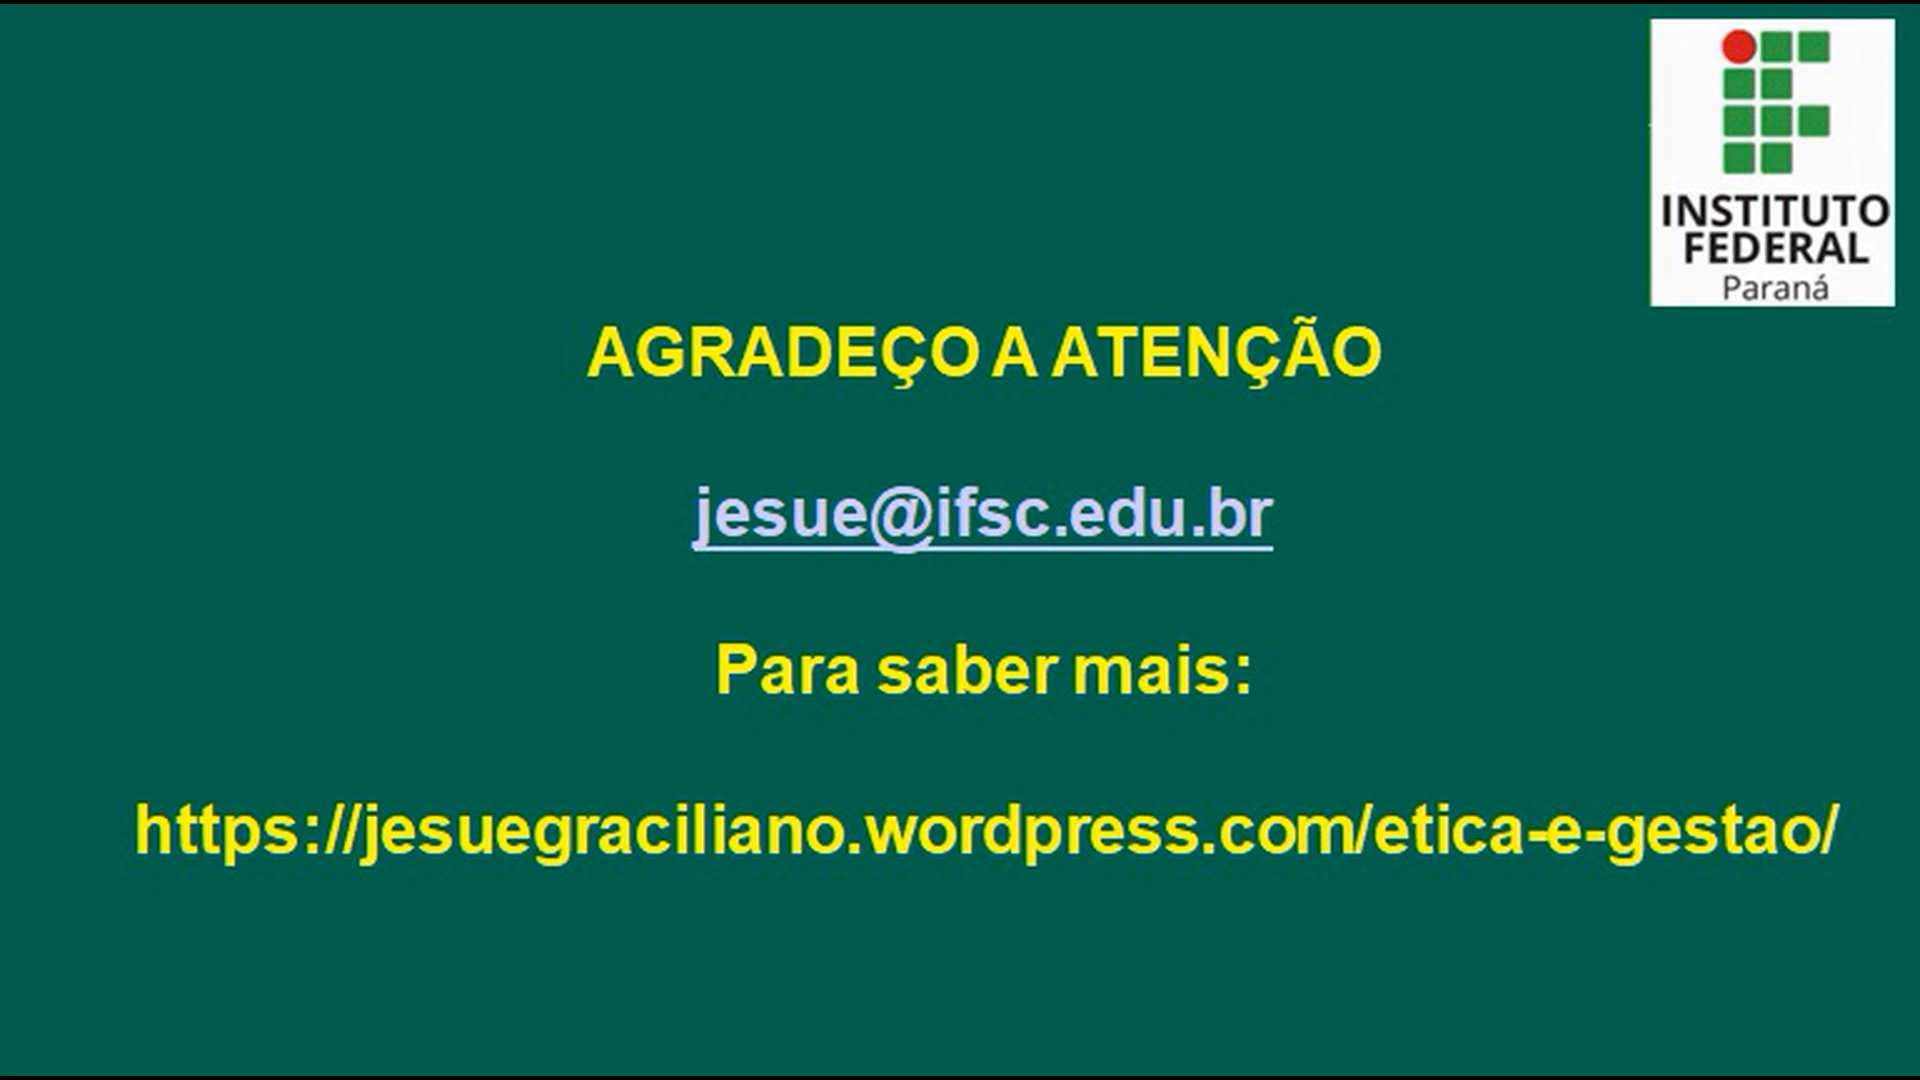 INSTITUTO
FEDERAL
Paraná
AGRADEÇO A ATENÇÃO
jesue@ifsc.edu.br
Para saber mais:
https://jesuegraciliano.wordpress.com/etica-e-gestao/